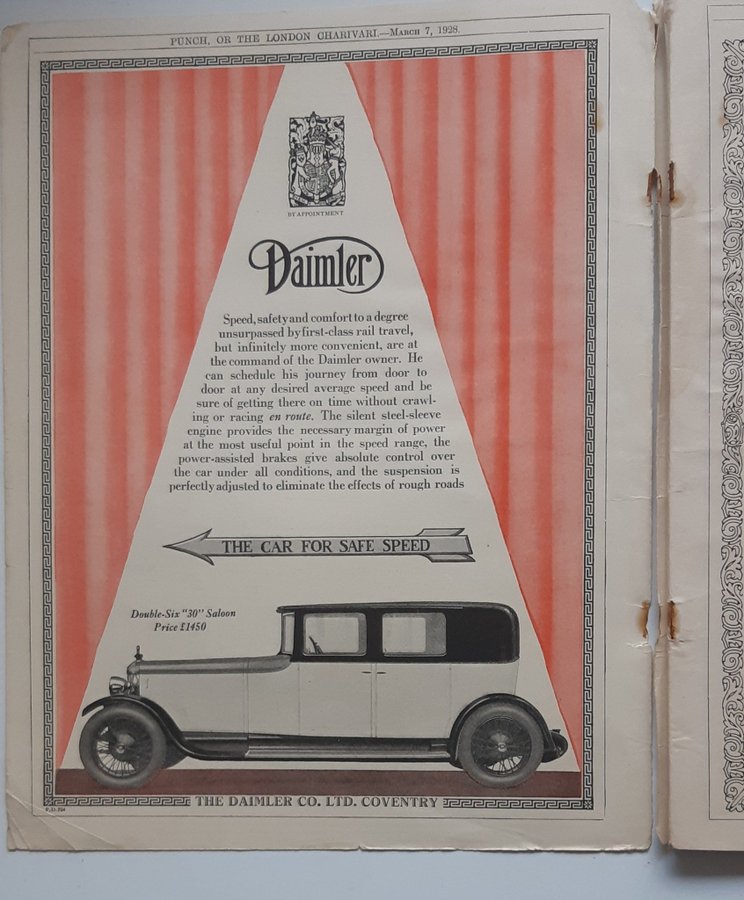 PUNCH, OR THE LONDON CHARIVARI.—MARCH 7, 1928.
BY APPOINTMENT
Daimler
Speed, safety and comfort to a degree
unsurpassed by first-class rail travel,
but infinitely more convenient, are at
the command of the Daimler owner. He
can schedule his journey from door to
door at any desired average speed and be
sure of getting there on time without crawl-
ing or racing en route. The silent steel-sleeve
engine provides the necessary margin of power
at the most useful point in the speed range, the
power-assisted brakes give absolute control over
the car under all conditions, and the suspension is
perfectly adjusted to eliminate the effects of rough roads
THE CAR FOR SAFE SPEED
Double-Six "30" Saloon
Price £1450
THE DAIMLER CO. LTD. COVENTRY